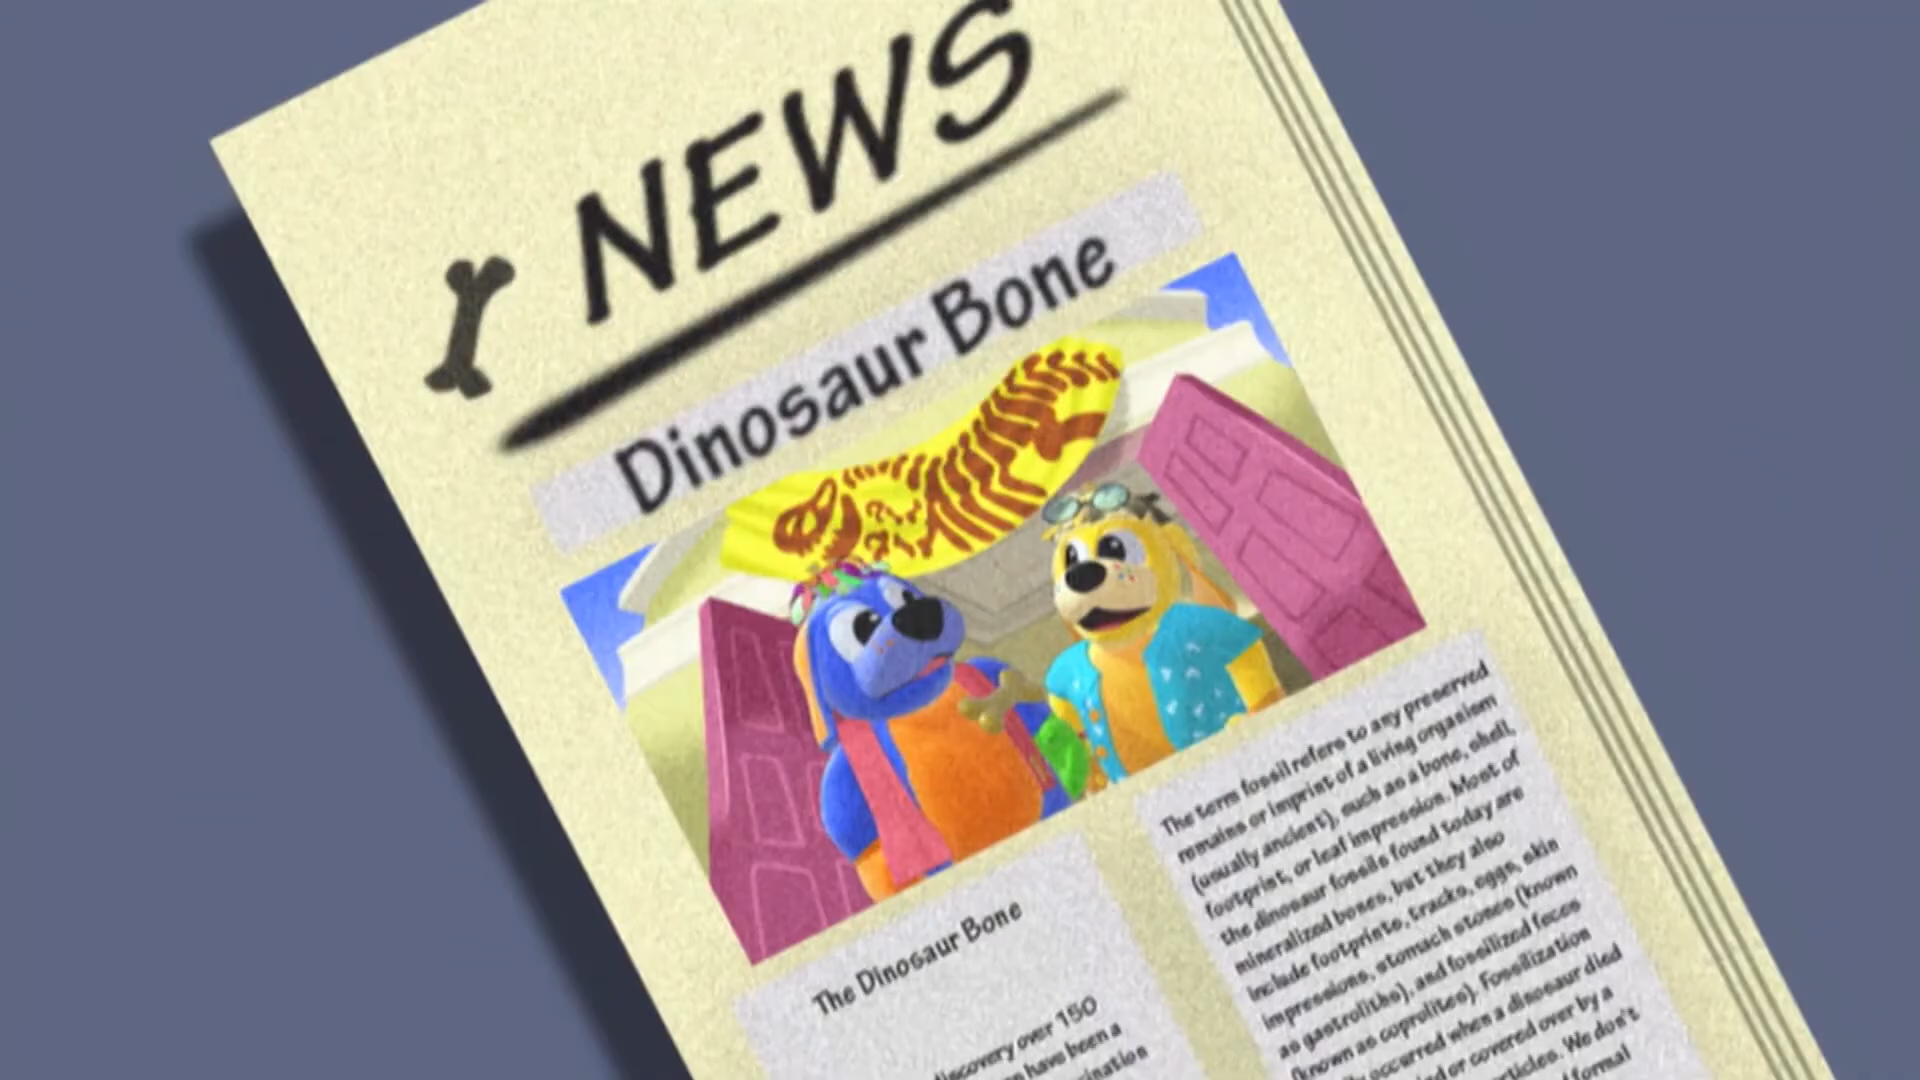 NEWS
Dinosaur Bone
The Dinosaur Bone
discovery over 150
have been a
The term fossil refers to any preserved
remains or imprint of a living organism
(usually ancient), such as a bone, shell,
footprint, or leaf impression. Most of
the dinosaur fossils found today are
mineralized bones, but they also
include footprints, tracks, eggs, skin
impressions, stomach stones (known
as gastroliths), and fossilized feces
(known as coprolites). Fossilization
occurred when a dinosaur died
or covered over by a
We don't
formal